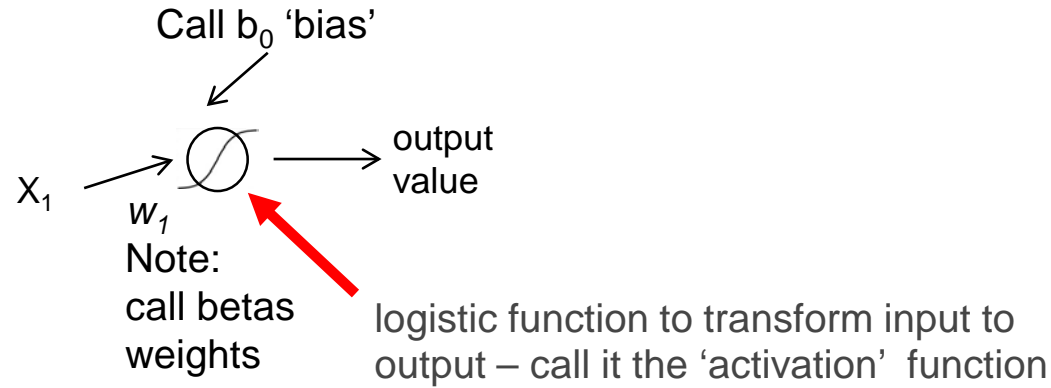 Call b₀ ‘bias’
output
value
X₁
w₁
Note:
call betas
weights
logistic function to transform input to
output – call it the ‘activation’ function